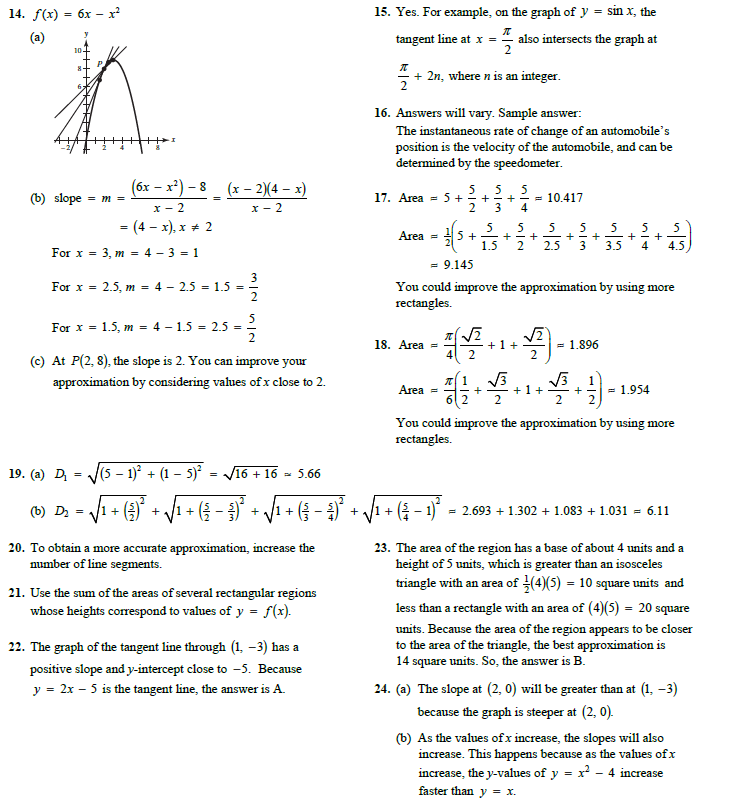 14. f(x) = 6x − x²
(a)
y
10
8
P
6
−2 2 4 8 x
(b) slope = m = ((6x − x²) − 8)/(x − 2) = ((x − 2)(4 − x))/(x − 2)
= (4 − x), x ≠ 2
For x = 3, m = 4 − 3 = 1
For x = 2.5, m = 4 − 2.5 = 1.5 = 3/2
For x = 1.5, m = 4 − 1.5 = 2.5 = 5/2
(c) At P(2, 8), the slope is 2. You can improve your
approximation by considering values of x close to 2.
15. Yes. For example, on the graph of y = sin x, the
tangent line at x = π/2 also intersects the graph at
π/2 + 2n, where n is an integer.
16. Answers will vary. Sample answer:
The instantaneous rate of change of an automobile's
position is the velocity of the automobile, and can be
determined by the speedometer.
17. Area ≈ 5 + 5/2 + 5/3 + 5/4 ≈ 10.417
Area ≈ 1/2(5 + 5/1.5 + 5/2 + 5/2.5 + 5/3 + 5/3.5 + 5/4 + 5/4.5)
≈ 9.145
You could improve the approximation by using more
rectangles.
18. Area ≈ π/4(√2/2 + 1 + √2/2) ≈ 1.896
Area ≈ π/6(1/2 + √3/2 + 1 + √3/2 + 1/2) ≈ 1.954
You could improve the approximation by using more
rectangles.
19. (a) D₁ = √((5 − 1)² + (1 − 5)²) = √(16 + 16) ≈ 5.66
(b) D₂ = √(1 + (5/2)²) + √(1 + (5/2 − 5/3)²) + √(1 + (5/3 − 5/4)²) + √(1 + (5/4 − 1)²) ≈ 2.693 + 1.302 + 1.083 + 1.031 ≈ 6.11
20. To obtain a more accurate approximation, increase the
number of line segments.
21. Use the sum of the areas of several rectangular regions
whose heights correspond to values of y = f(x).
22. The graph of the tangent line through (1, −3) has a
positive slope and y-intercept close to −5. Because
y = 2x − 5 is the tangent line, the answer is A.
23. The area of the region has a base of about 4 units and a
height of 5 units, which is greater than an isosceles
triangle with an area of 1/2(4)(5) = 10 square units and
less than a rectangle with an area of (4)(5) = 20 square
units. Because the area of the region appears to be closer
to the area of the triangle, the best approximation is
14 square units. So, the answer is B.
24. (a) The slope at (2, 0) will be greater than at (1, −3)
because the graph is steeper at (2, 0).
(b) As the values of x increase, the slopes will also
increase. This happens because as the values of x
increase, the y-values of y = x² − 4 increase
faster than y = x.